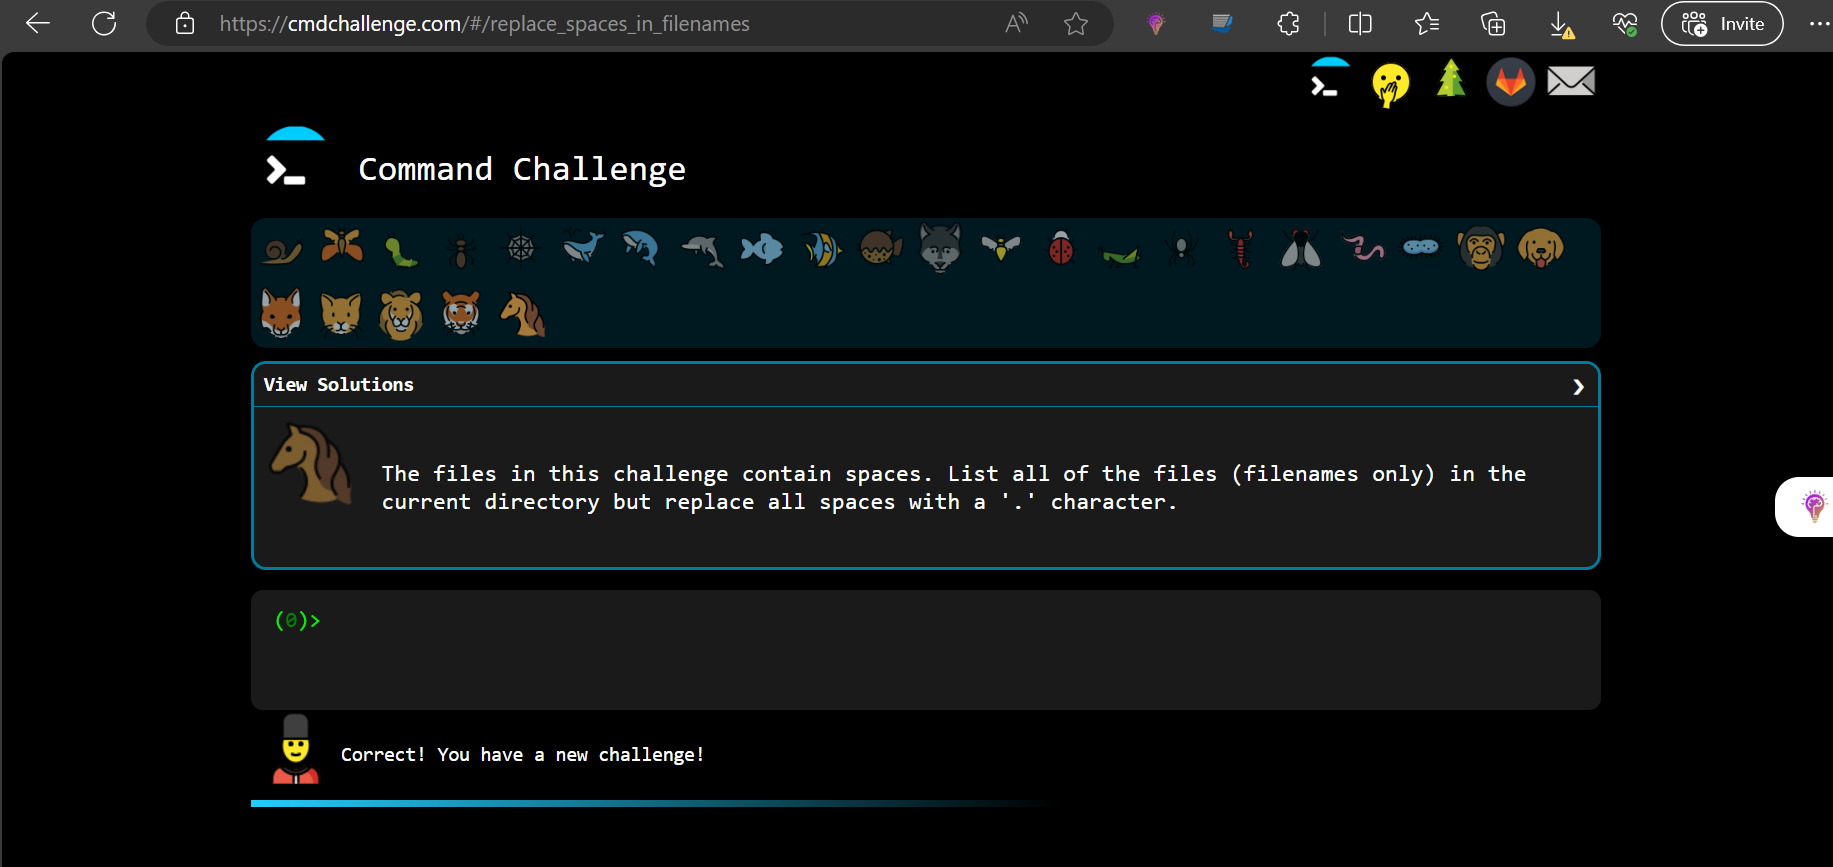 https://cmdchallenge.com/#/replace_spaces_in_filenames
Invite
Command Challenge
View Solutions
The files in this challenge contain spaces. List all of the files (filenames only) in the
current directory but replace all spaces with a '.' character.
(0)>
Correct! You have a new challenge!